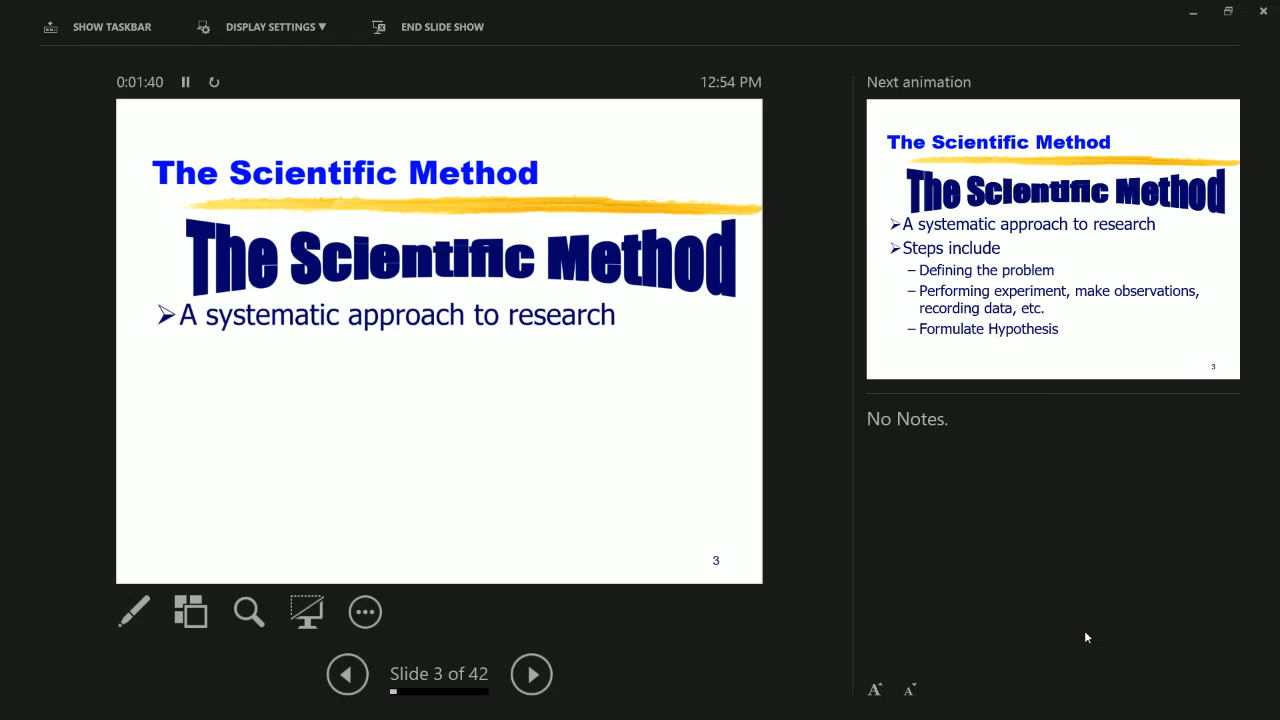 SHOW TASKBAR
DISPLAY SETTINGS ▼
END SLIDE SHOW
0:01:40
12:54 PM
The Scientific Method
The Scientific Method
➢A systematic approach to research
3
Slide 3 of 42
Next animation
The Scientific Method
The Scientific Method
➢A systematic approach to research
➢Steps include
– Defining the problem
– Performing experiment, make observations,
recording data, etc.
– Formulate Hypothesis
3
No Notes.
A A